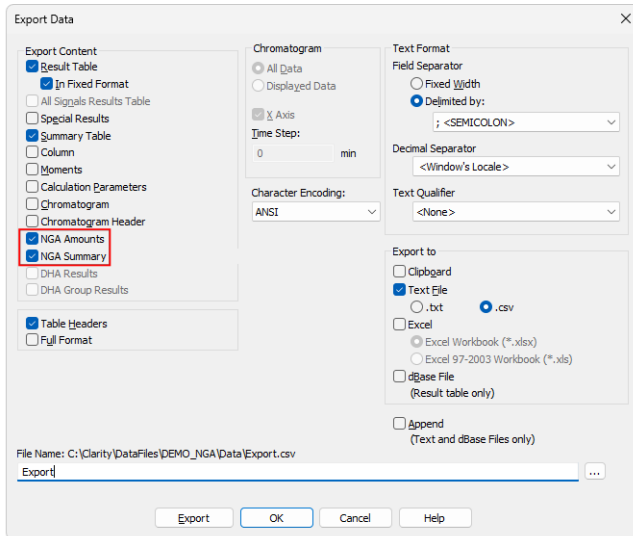 Export Data
Export Content
Result Table
In Fixed Format
All Signals Results Table
Special Results
Summary Table
Column
Moments
Calculation Parameters
Chromatogram
Chromatogram Header
NGA Amounts
NGA Summary
DHA Results
DHA Group Results
Table Headers
Full Format
Chromatogram
All Data
Displayed Data
X Axis
Time Step:
0 min
Character Encoding:
ANSI
Text Format
Field Separator
Fixed Width
Delimited by:
; <SEMICOLON>
Decimal Separator
<Window's Locale>
Text Qualifier
<None>
Export to
Clipboard
Text File
.txt .csv
Excel
Excel Workbook (*.xlsx)
Excel 97-2003 Workbook (*.xls)
dBase File
(Result table only)
Append
(Text and dBase Files only)
File Name: C:\Clarity\DataFiles\DEMO_NGA\Data\Export.csv
Export
...
Export OK Cancel Help